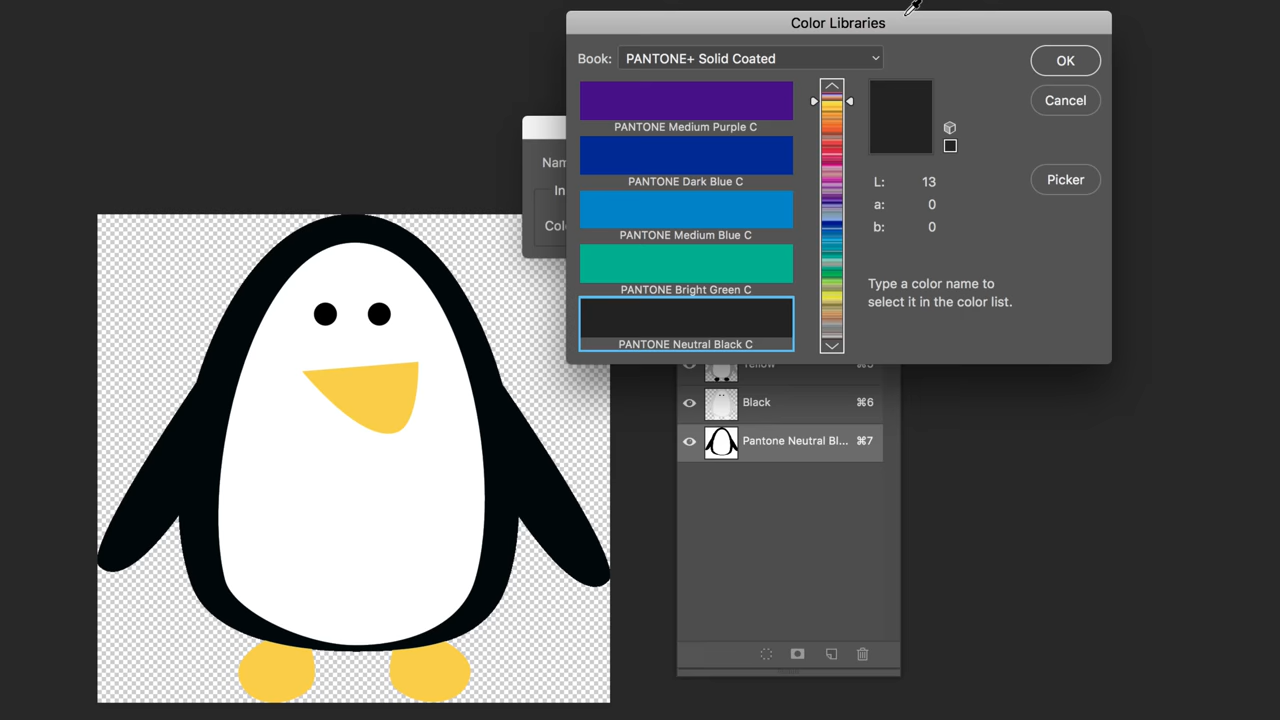 Color Libraries
Book: PANTONE+ Solid Coated
OK
Cancel
Picker
PANTONE Medium Purple C
PANTONE Dark Blue C
PANTONE Medium Blue C
PANTONE Bright Green C
PANTONE Neutral Black C
L: 13
a: 0
b: 0
Type a color name to
select it in the color list.
Nam
In
Colo
Yellow ⌘5
Black ⌘6
Pantone Neutral Bl... ⌘7